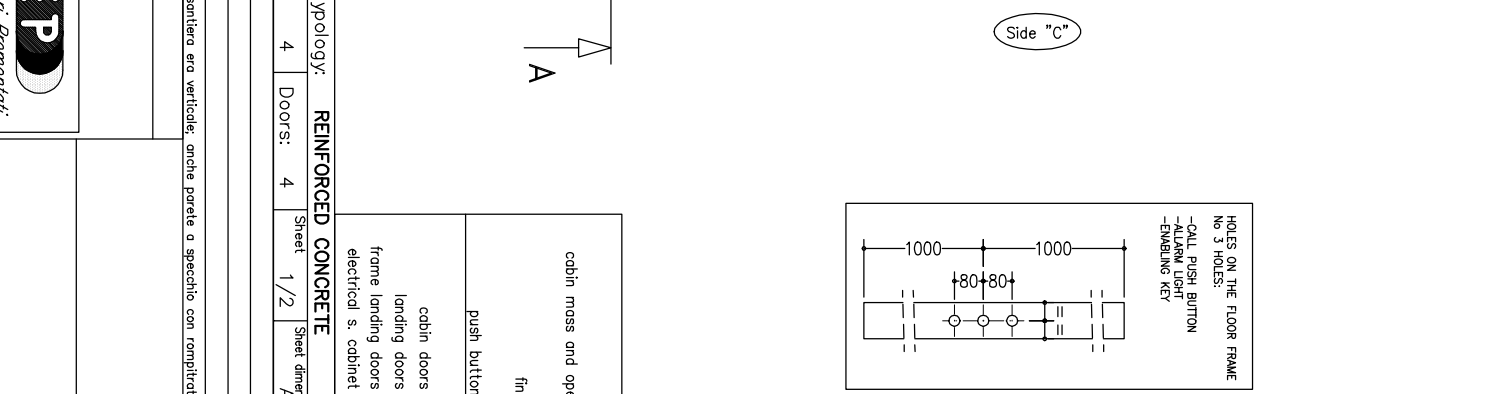 Side "C"
A
HOLES ON THE FLOOR FRAME
No 3 HOLES:
-CALL PUSH BUTTON
-ALLARM LIGHT
-ENABLING KEY
1000
1000
80
80
=
cabin mass and ope
fin
push button
cabin doors
landing doors
frame landing doors
electrical s. cabinet
ypology:
REINFORCED CONCRETE
4
Doors:
4
Sheet
1/2
Sheet dimen
santiera era verticale; anche parete a specchio con rompitrat
P